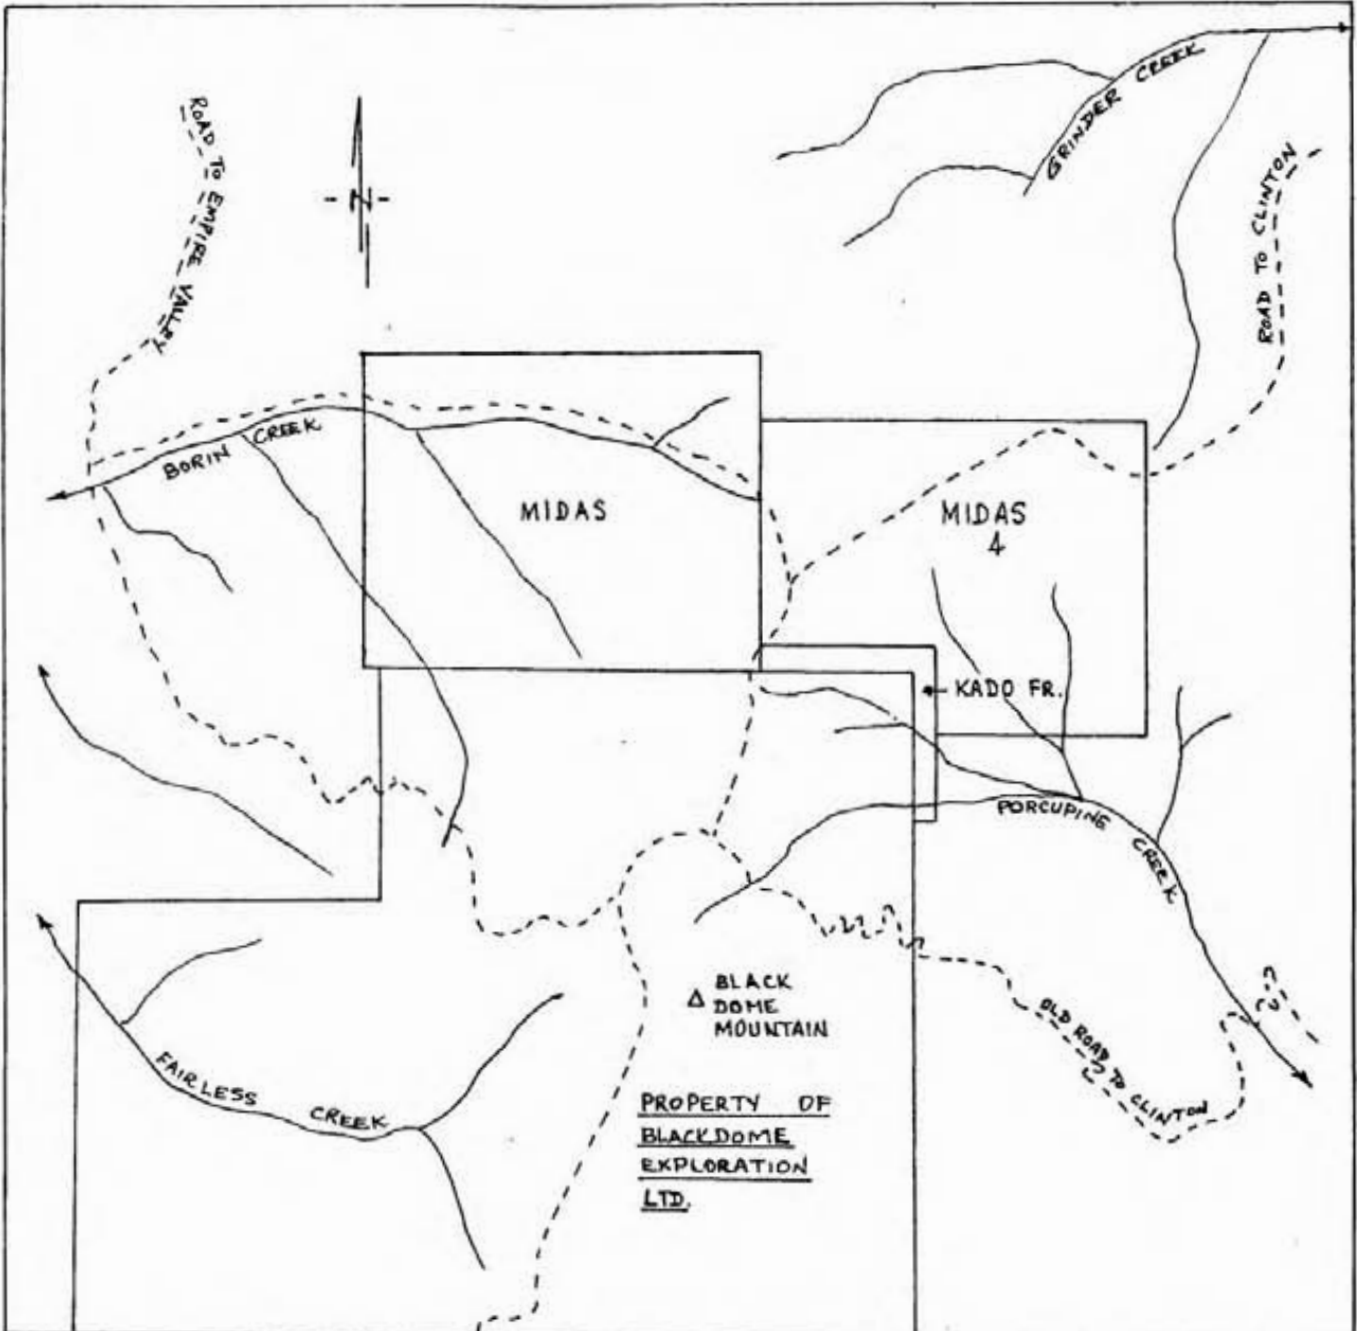 GRINDER CREEK
ROAD TO EMPIRE VALLEY
- N -
ROAD TO CLINTON
BORIN CREEK
MIDAS
MIDAS
4
KADO FR.
PORCUPINE CREEK
BLACK
DOME
MOUNTAIN
OLD ROAD TO CLINTON
FAIRLESS CREEK
PROPERTY OF
BLACKDOME
EXPLORATION
LTD.